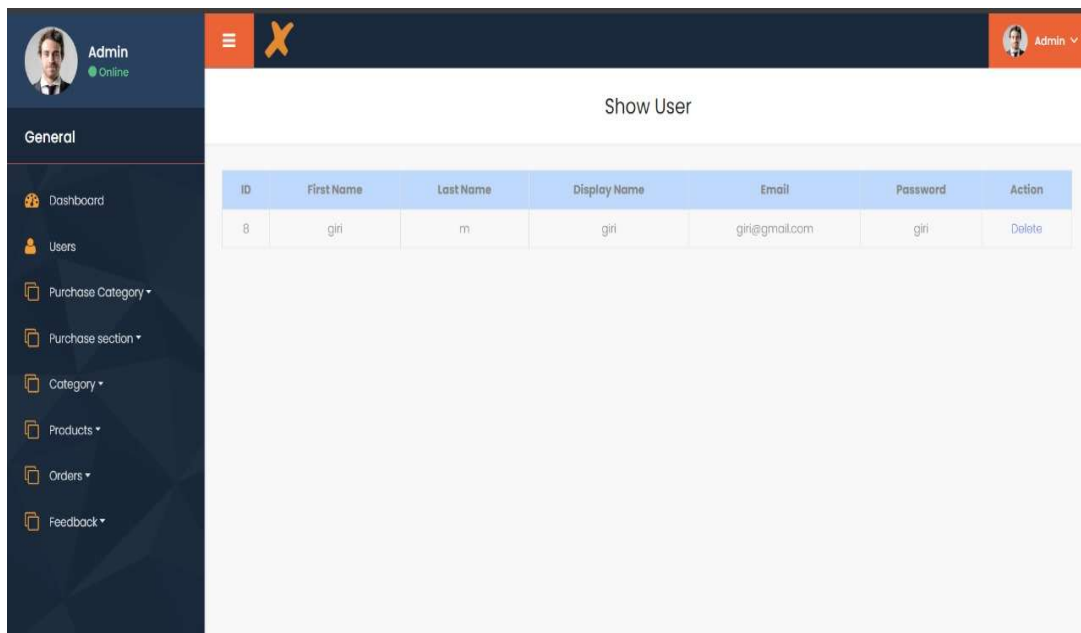 Admin
Online
General
Dashboard
Users
Purchase Category
Purchase section
Category
Products
Orders
Feedback
X
Admin
Show User
ID First Name Last Name Display Name Email Password Action
8 giri m giri giri@gmail.com giri Delete